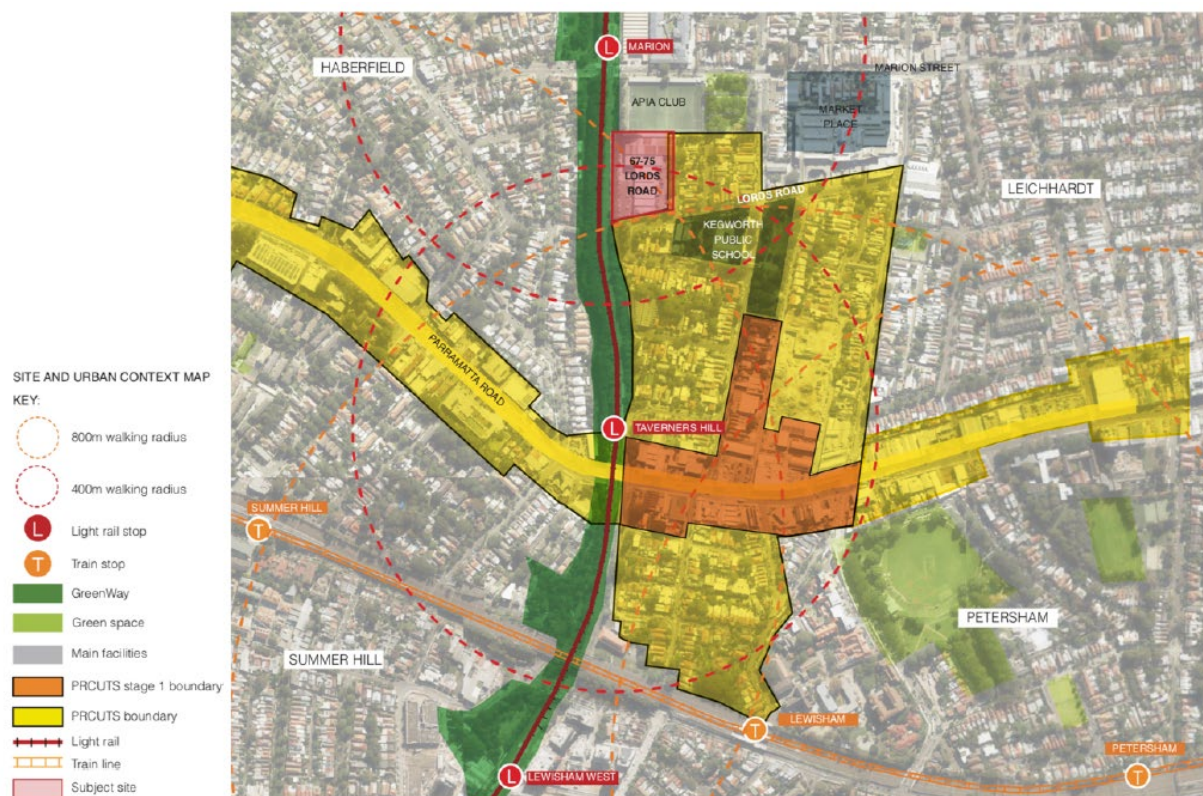 MARION
HABERFIELD
MARION STREET
APIA CLUB
MARKET
PLACE
67-75
LORDS
ROAD
LORDS ROAD
LEICHHARDT
KEGWORTH
PUBLIC
SCHOOL
PARRAMATTA ROAD
TAVERNERS HILL
SITE AND URBAN CONTEXT MAP
KEY:
800m walking radius
400m walking radius
L Light rail stop
T Train stop
GreenWay
Green space
Main facilities
PRCUTS stage 1 boundary
PRCUTS boundary
Light rail
Train line
Subject site
SUMMER HILL
T
SUMMER HILL
PETERSHAM
LEWISHAM
T
PETERSHAM
T
L
LEWISHAM WEST
L
L